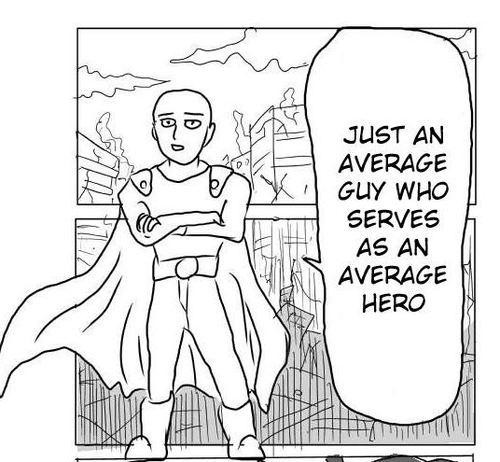 JUST AN
AVERAGE
GUY WHO
SERVES
AS AN
AVERAGE
HERO